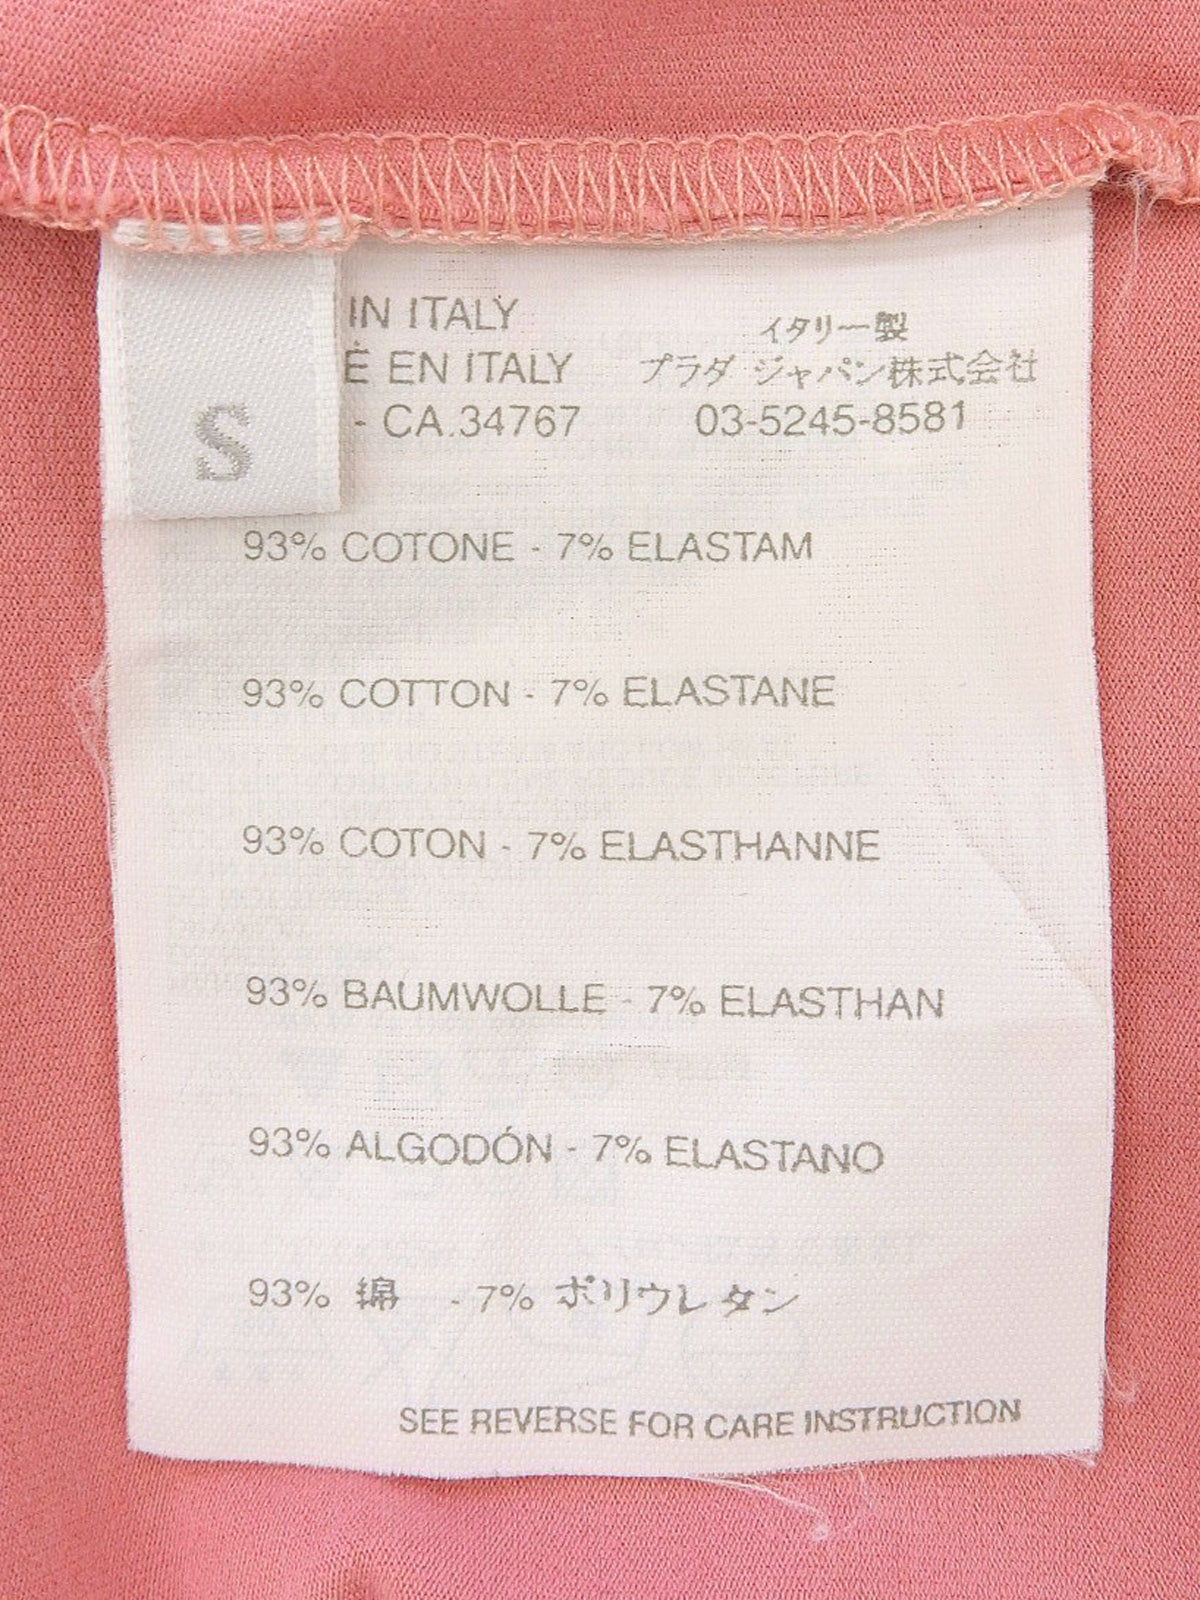 S
IN ITALY
É EN ITALY
- CA.34767
イタリー製
プラダ ジャパン株式会社
03-5245-8581
93% COTONE - 7% ELASTAM
93% COTTON - 7% ELASTANE
93% COTON - 7% ELASTHANNE
93% BAUMWOLLE - 7% ELASTHAN
93% ALGODÓN - 7% ELASTANO
93% 綿 - 7% ポリウレタン
SEE REVERSE FOR CARE INSTRUCTION